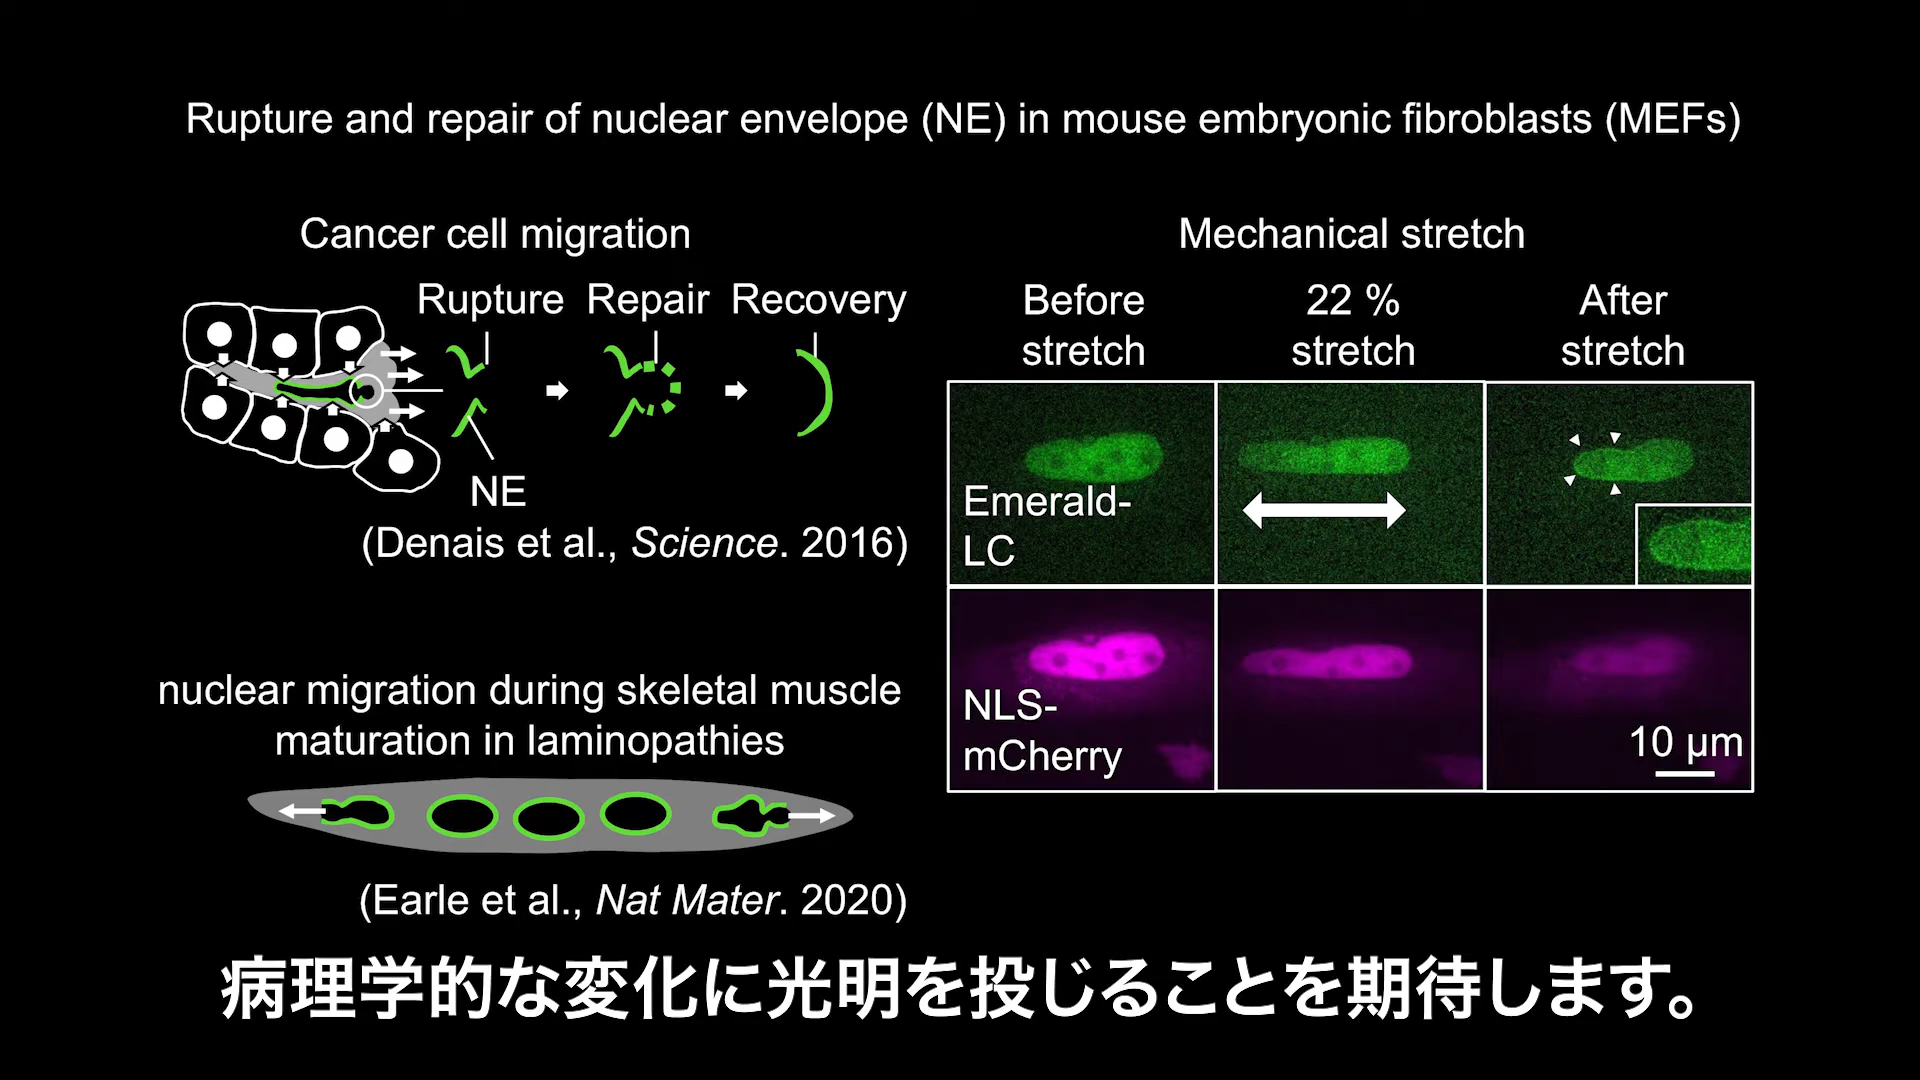 Rupture and repair of nuclear envelope (NE) in mouse embryonic fibroblasts (MEFs)
Cancer cell migration
Rupture Repair Recovery
NE
(Denais et al., Science. 2016)
nuclear migration during skeletal muscle
maturation in laminopathies
(Earle et al., Nat Mater. 2020)
Mechanical stretch
Before
stretch
22 %
stretch
After
stretch
Emerald-
LC
NLS-
mCherry
10 μm
病理学的な変化に光明を投じることを期待します。